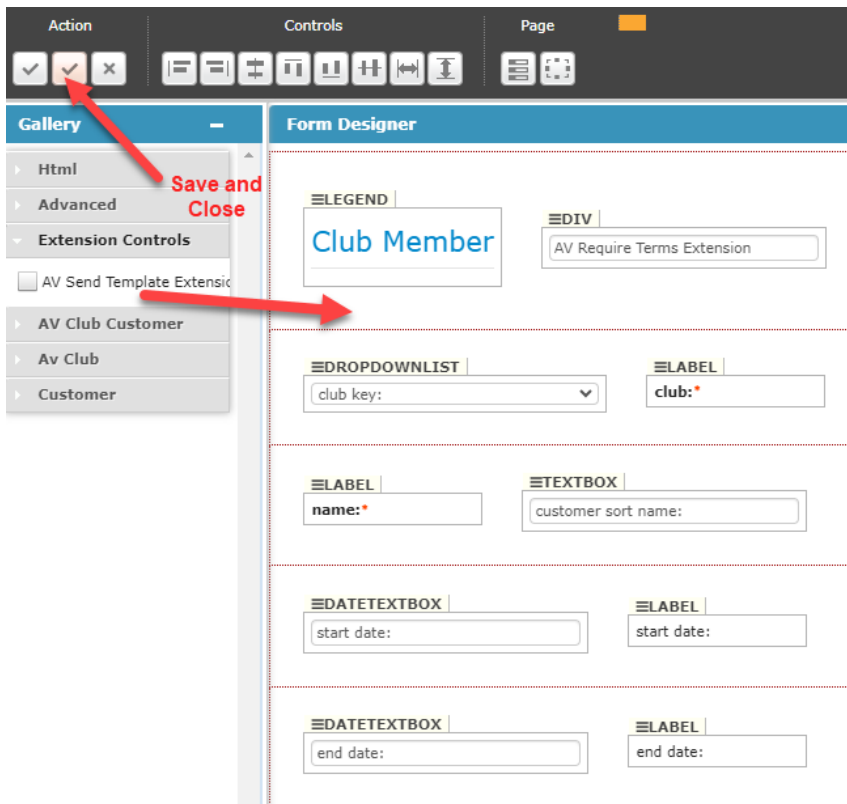 Action
Controls
Page
Gallery
Form Designer
Html
Save and
Close
Advanced
Extension Controls
AV Send Template Extensio
AV Club Customer
Av Club
Customer
LEGEND
Club Member
DIV
AV Require Terms Extension
DROPDOWNLIST
club key:
LABEL
club:*
LABEL
name:*
TEXTBOX
customer sort name:
DATETEXTBOX
start date:
LABEL
start date:
DATETEXTBOX
end date:
LABEL
end date: